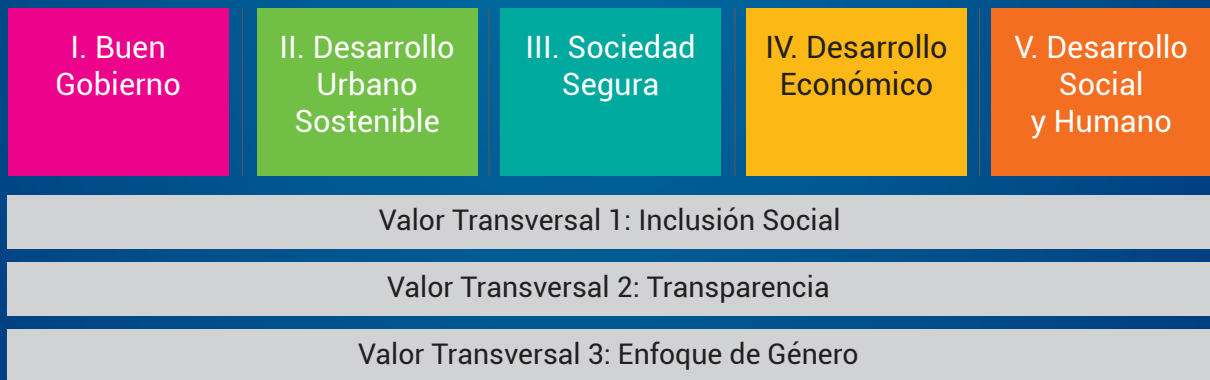 I. Buen
Gobierno
II. Desarrollo
Urbano
Sostenible
III. Sociedad
Segura
IV. Desarrollo
Económico
V. Desarrollo
Social
y Humano
Valor Transversal 1: Inclusión Social
Valor Transversal 2: Transparencia
Valor Transversal 3: Enfoque de Género